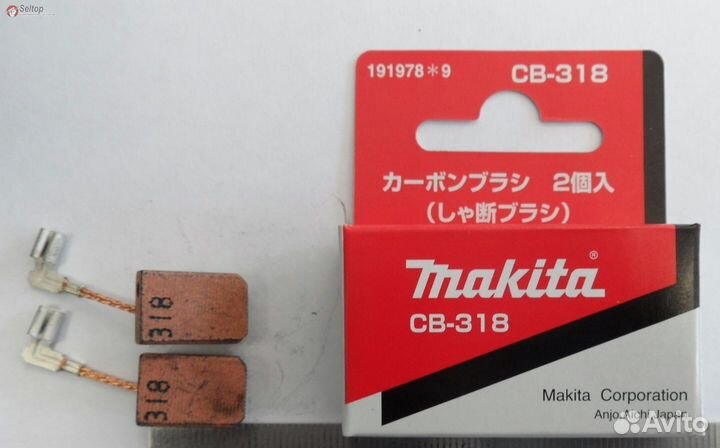 Seltop
191978*9 CB-318
カーボンブラシ 2個入
(しゃ断ブラシ)
makita®
CB-318
318
318
Makita Corporation
Anjo,Aichi,Japan
Avito